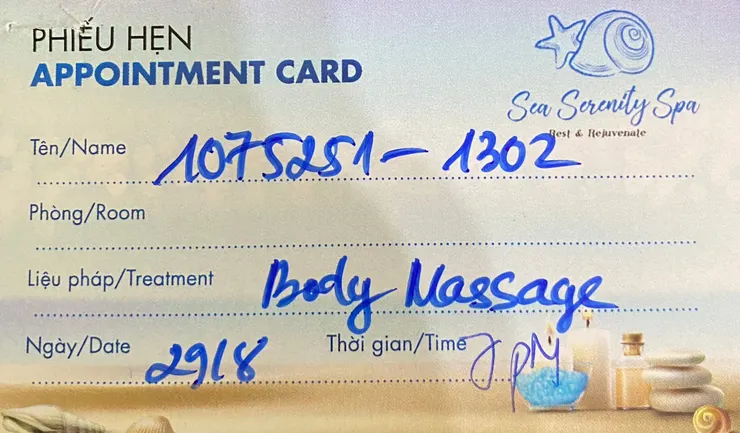 PHIẾU HẸN
APPOINTMENT CARD
Sea Serenity Spa
Rest & Rejuvenate
Tên/Name 1075251-1302
Phòng/Room
Liệu pháp/Treatment Body Massage
Ngày/Date 29/8 Thời gian/Time PM